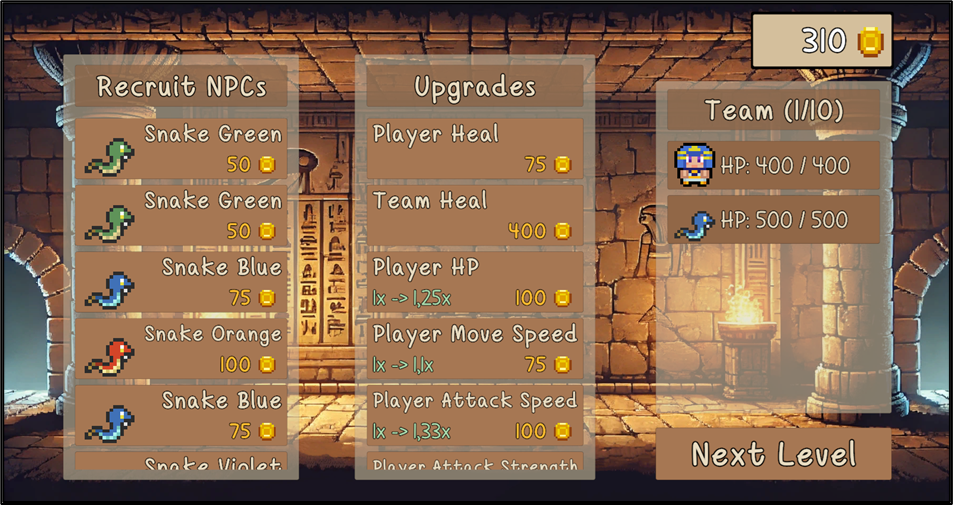 310
Recruit NPCs
Snake Green
50
Snake Green
50
Snake Blue
75
Snake Orange
100
Snake Blue
75
Snake Violet
Upgrades
Player Heal
75
Team Heal
400
Player HP
1x -> 1,25x 100
Player Move Speed
1x -> 1,1x 75
Player Attack Speed
1x -> 1,33x 100
Player Attack Strength
Team (1/10)
HP: 400 / 400
HP: 500 / 500
Next Level